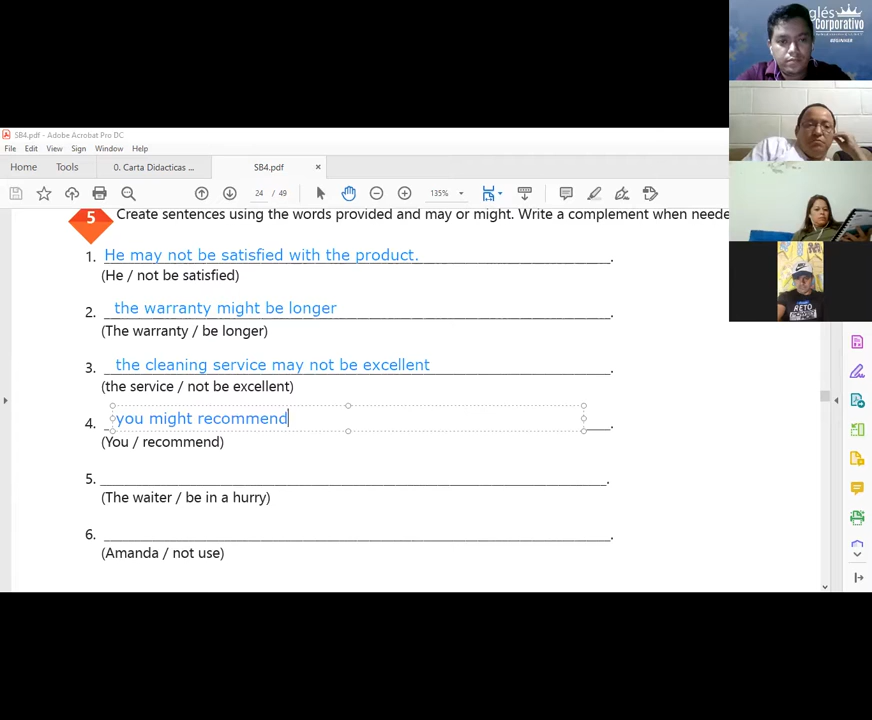 glés
Corporativo
BEGINNER
SB4.pdf - Adobe Acrobat Pro DC
File Edit View Sign Window Help
Home Tools 0. Carta Didacticas ... SB4.pdf ×
24 / 49 135%
5 Create sentences using the words provided and may or might. Write a complement when neede
1. He may not be satisfied with the product. .
(He / not be satisfied)
2. the warranty might be longer .
(The warranty / be longer)
3. the cleaning service may not be excellent .
(the service / not be excellent)
4. you might recommend .
(You / recommend)
5. .
(The waiter / be in a hurry)
6. .
(Amanda / not use)
RETO